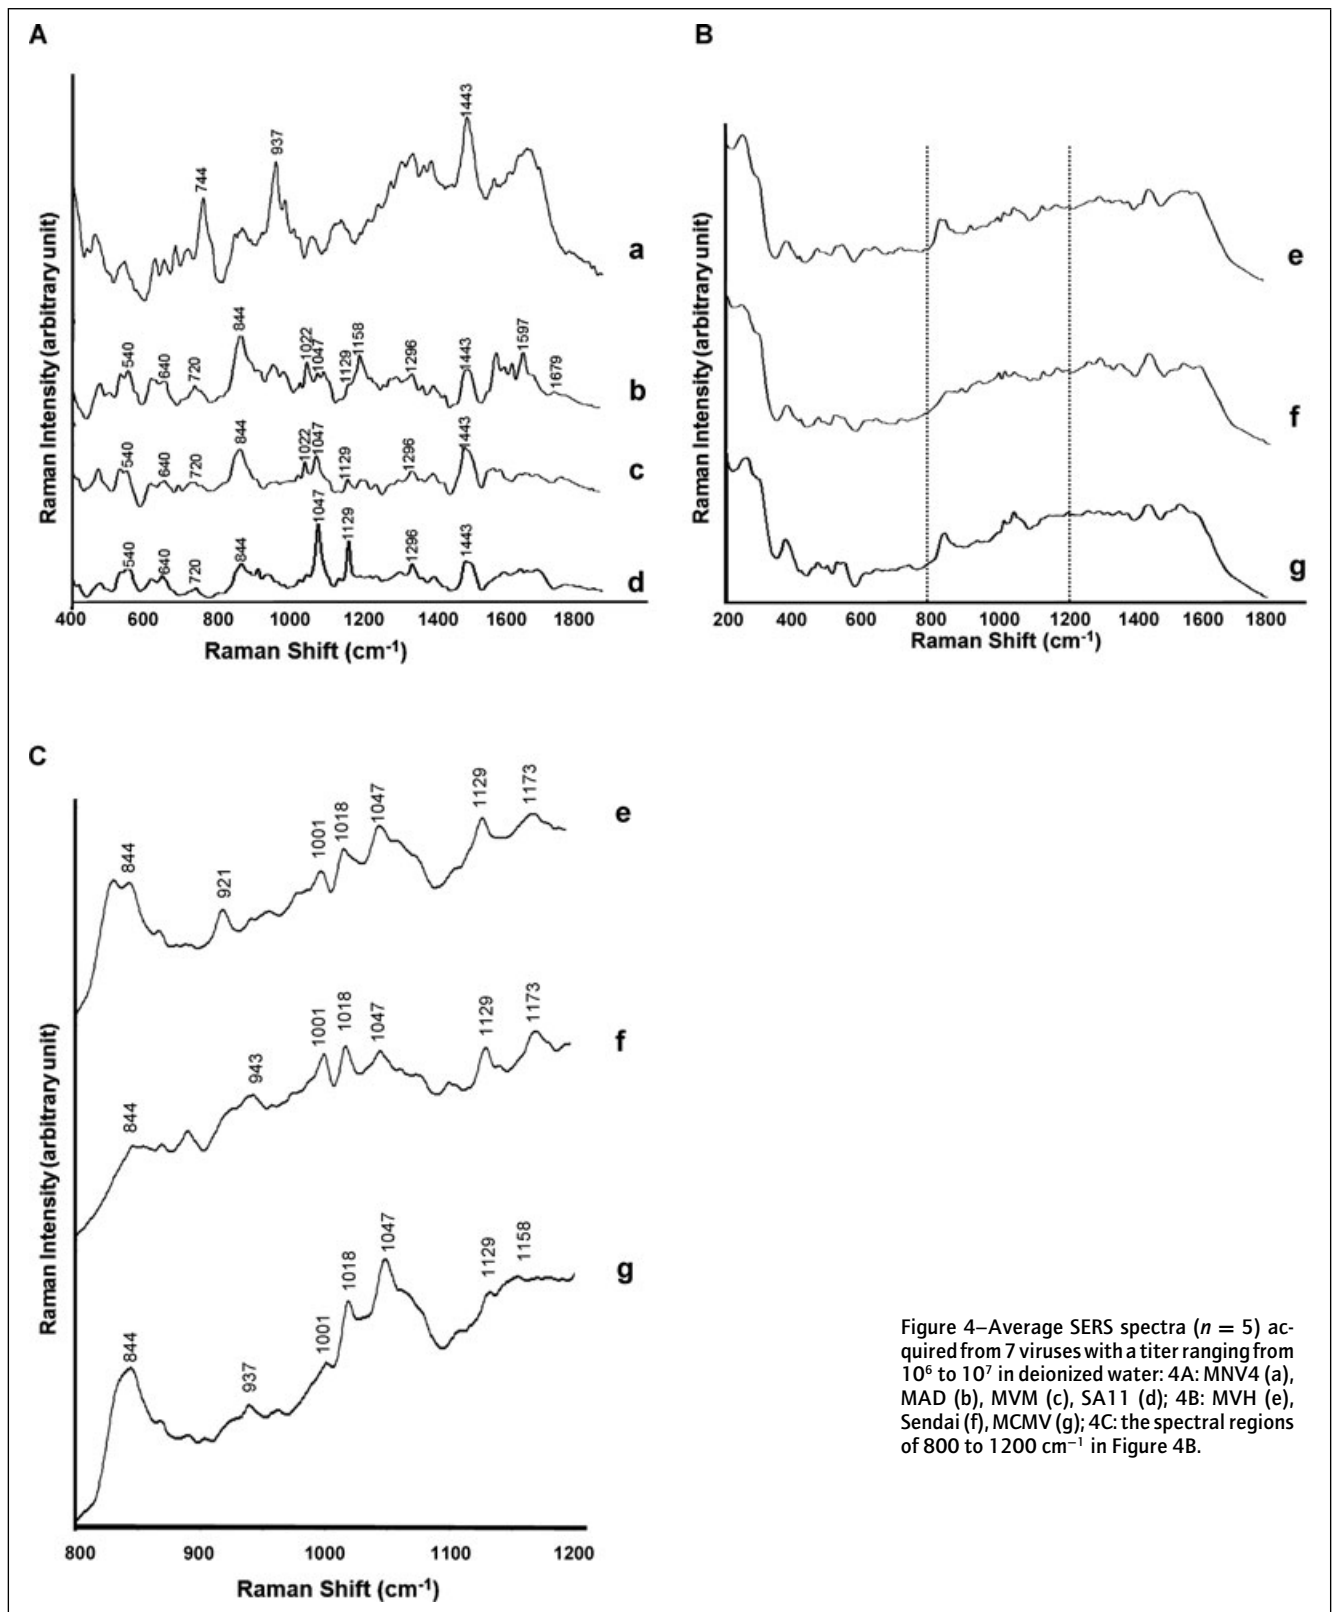 A
Raman Intensity (arbitrary unit)
744
937
1443
a
540
640
720
844
1022
1047
1129
1158
1296
1443
1597
1679
b
540
640
720
844
1022
1047
1129
1296
1443
c
540
640
720
844
1047
1129
1296
1443
d
400 600 800 1000 1200 1400 1600 1800
Raman Shift (cm-1)
B
Raman Intensity (arbitrary unit)
e
f
g
200 400 600 800 1000 1200 1400 1600 1800
Raman Shift (cm-1)
C
Raman Intensity (arbitrary unit)
844
921
1001
1018
1047
1129
1173
e
844
943
1001
1018
1047
1129
1173
f
844
937
1001
1018
1047
1129
1158
g
800 900 1000 1100 1200
Raman Shift (cm-1)
Figure 4–Average SERS spectra (n = 5) ac-
quired from 7 viruses with a titer ranging from
10⁶ to 10⁷ in deionized water: 4A: MNV4 (a),
MAD (b), MVM (c), SA11 (d); 4B: MVH (e),
Sendai (f), MCMV (g); 4C: the spectral regions
of 800 to 1200 cm⁻¹ in Figure 4B.